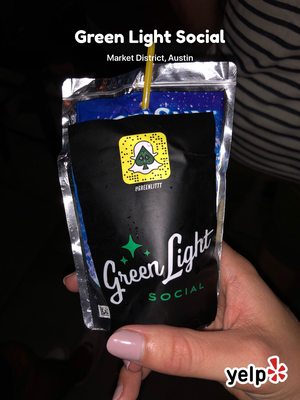 Green Light Social
Market District, Austin
@GREENLITTT
Green Light
SOCIAL
yelp